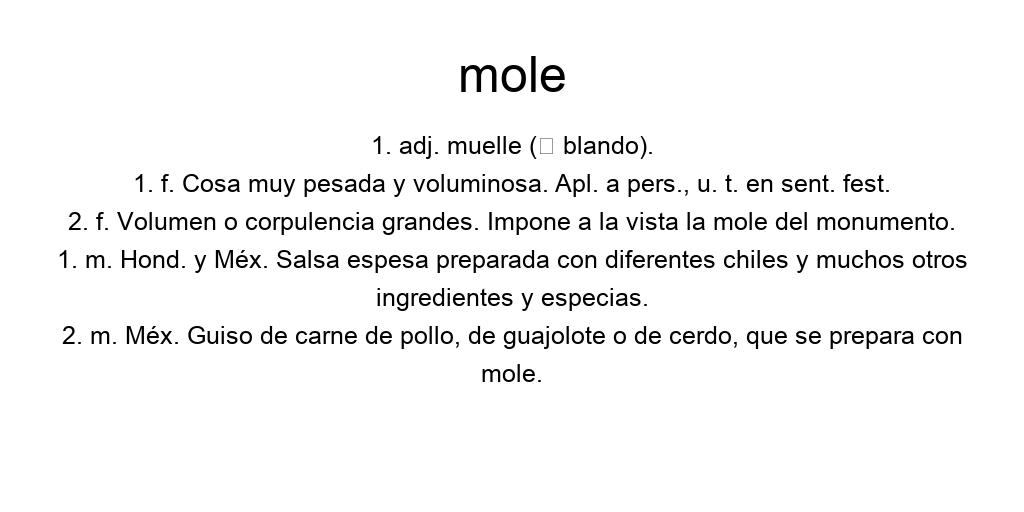 mole
1. adj. muelle (□ blando).
1. f. Cosa muy pesada y voluminosa. Apl. a pers., u. t. en sent. fest.
2. f. Volumen o corpulencia grandes. Impone a la vista la mole del monumento.
1. m. Hond. y Méx. Salsa espesa preparada con diferentes chiles y muchos otros
ingredientes y especias.
2. m. Méx. Guiso de carne de pollo, de guajolote o de cerdo, que se prepara con
mole.